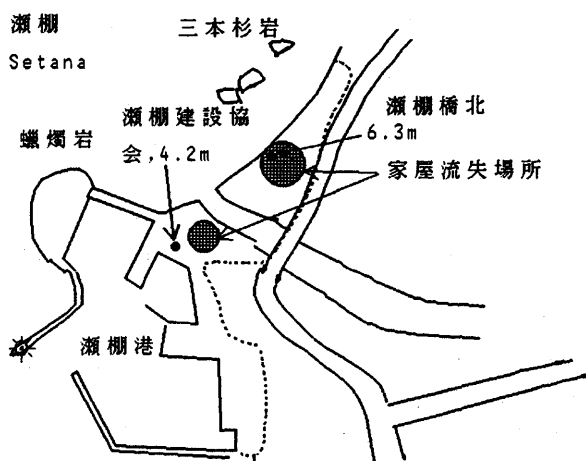 瀬棚
Setana
三本杉岩
蠟燭岩
瀬棚建設協
会,4.2m
瀬棚橋北
6.3m
家屋流失場所
瀬棚港